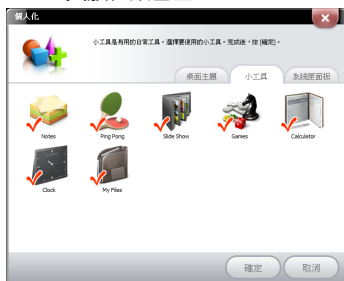 個人化
小工具是有用的日常工具。選擇要使用的小工具。完成後，按 [確定]。
桌面主題 小工具 系統匣面板
Notes Ping Pong Slide Show Games Calculator
Clock My Files
確定 取消